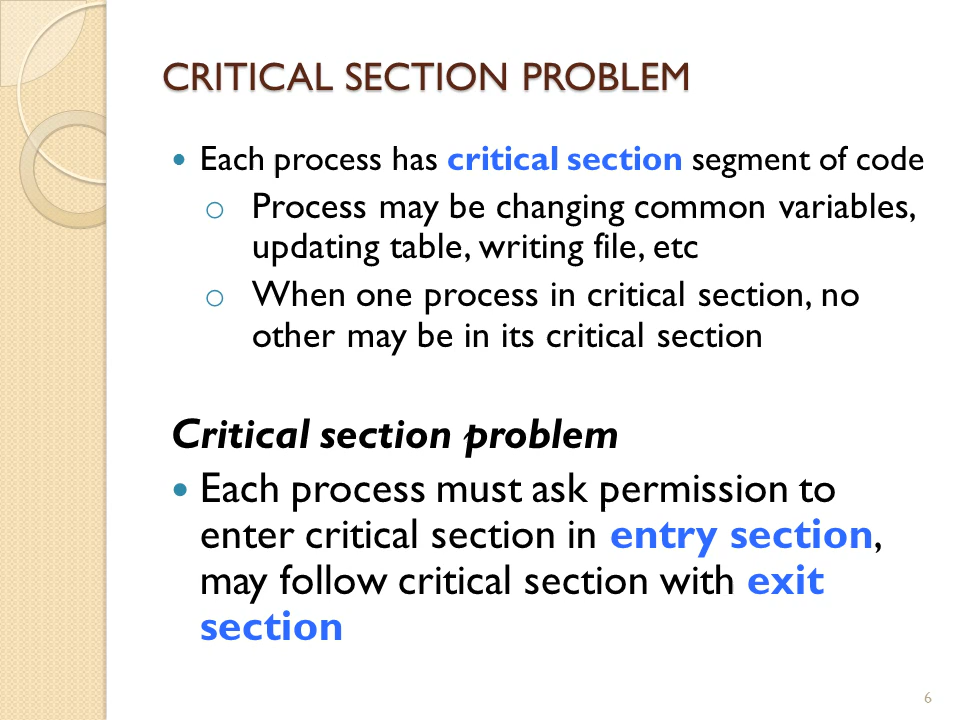 CRITICAL SECTION PROBLEM
• Each process has critical section segment of code
o Process may be changing common variables,
updating table, writing file, etc
o When one process in critical section, no
other may be in its critical section
Critical section problem
• Each process must ask permission to
enter critical section in entry section,
may follow critical section with exit
section
6